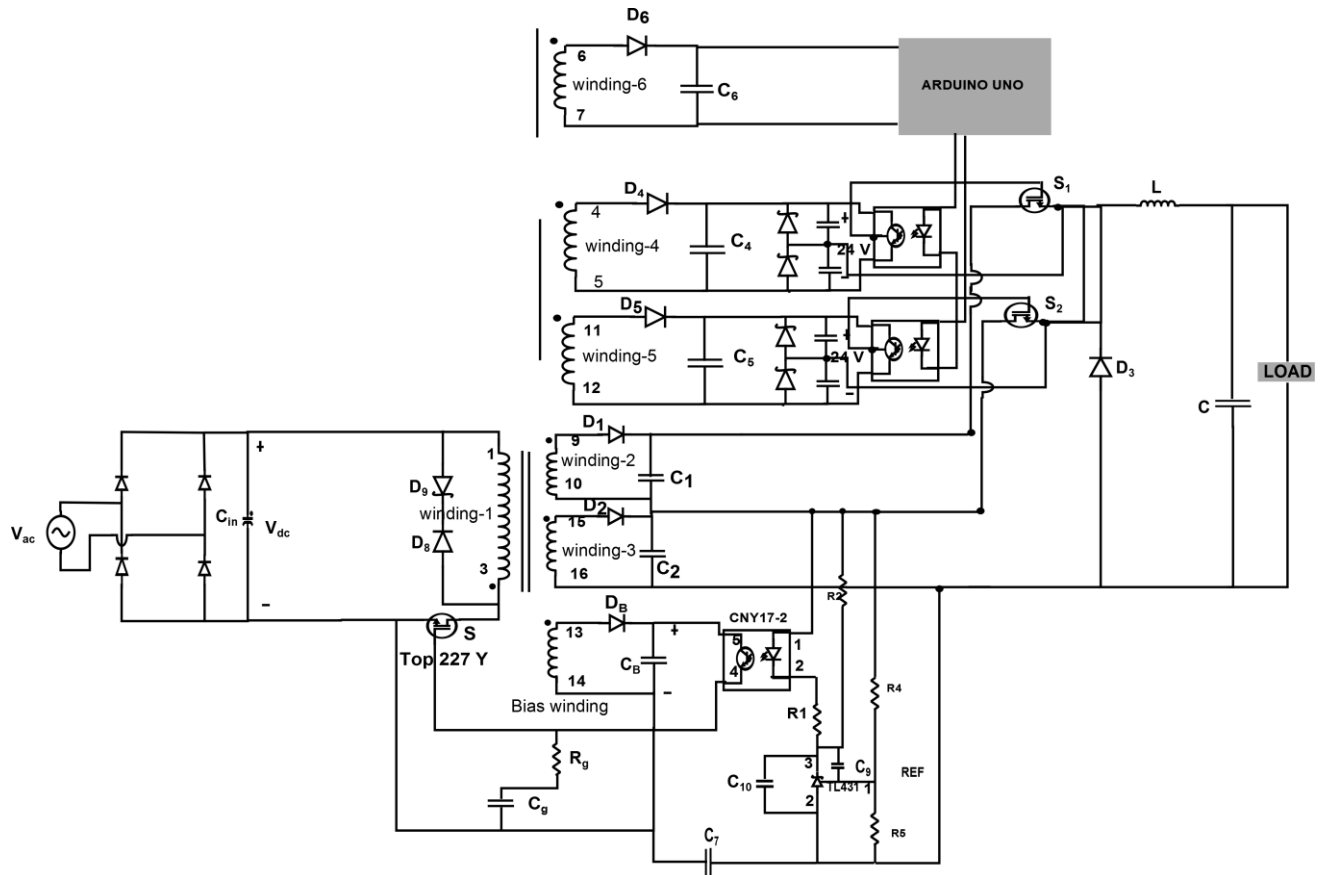 D6
6
winding-6
7
C6
ARDUINO UNO
D4
4
winding-4
5
C4
+
24 V
−
S1
L
D5
11
winding-5
12
C5
+
24 V
−
S2
D3
C
LOAD
D1
9
winding-2
10
C1
D2
15
winding-3
16
C2
Vac
Cin
+
Vdc
−
D9
D8
1
winding-1
3
S
Top 227 Y
DB
13
14
Bias winding
CB
+
−
CNY17-2
5
4
1
2
R2
R4
R1
Rg
Cg
C10
3
2
C9
TL431
1
REF
R5
C7